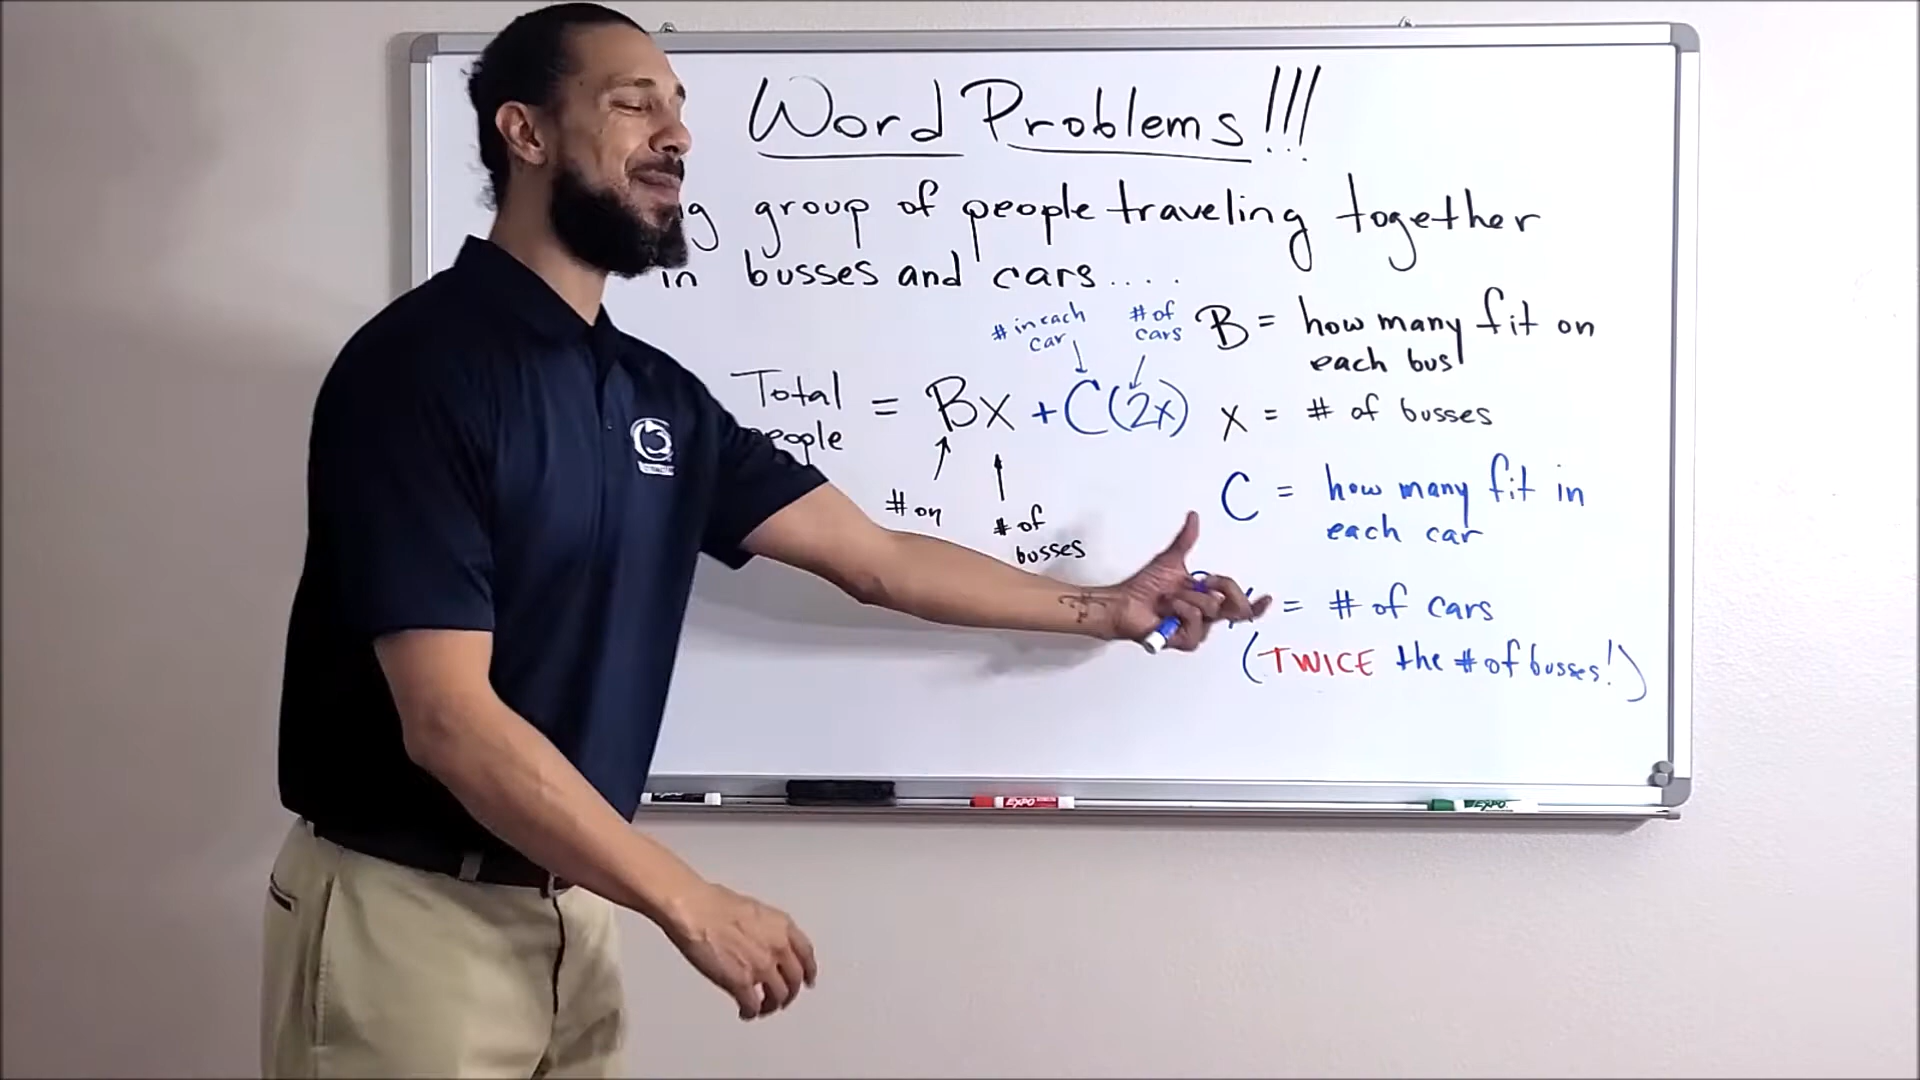 Word Problems!!!
g group of people traveling together
in busses and cars....
# in each car
# of cars
B = how many fit on
each bus
Total people = Bx + C(2x)
x = # of busses
# on
# of busses
C = how many fit in
each car
= # of cars
(TWICE the # of busses!)
EXPO
EXPO